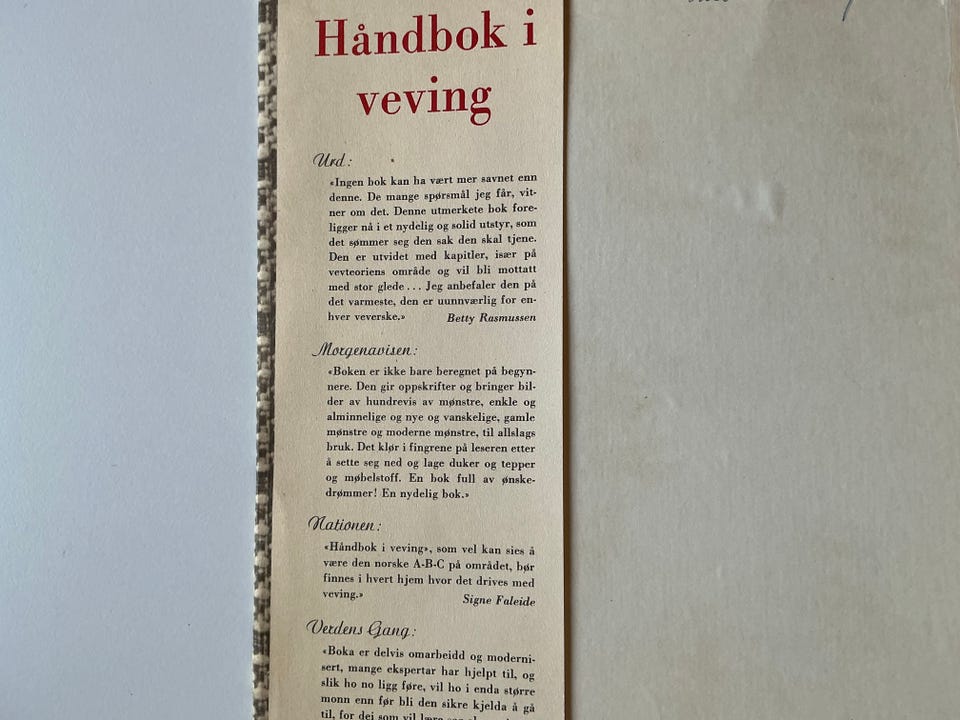 Håndbok i
veving
Urd:
«Ingen bok kan ha vært mer savnet enn
denne. De mange spørsmål jeg får, vit-
ner om det. Denne utmerkete bok fore-
ligger nå i et nydelig og solid utstyr, som
det sømmer seg den sak den skal tjene.
Den er utvidet med kapitler, især på
vevteoriens område og vil bli mottatt
med stor glede... Jeg anbefaler den på
det varmeste, den er uunnværlig for en-
hver veverske.» Betty Rasmussen
Morgenavisen:
«Boken er ikke bare beregnet på begyn-
nere. Den gir oppskrifter og bringer bil-
der av hundrevis av mønstre, enkle og
alminnelige og nye og vanskelige, gamle
mønstre og moderne mønstre, til allslags
bruk. Det klør i fingrene på leseren etter
å sette seg ned og lage duker og tepper
og møbelstoff. En bok full av ønske-
drømmer! En nydelig bok.»
Nationen:
«Håndbok i veving», som vel kan sies å
være den norske A-B-C på området, bør
finnes i hvert hjem hvor det drives med
veving.» Signe Faleide
Verdens Gang:
«Boka er delvis omarbeidd og moderni-
sert, mange ekspertar har hjelpt til, og
slik ho no ligg føre, vil ho i enda større
monn enn før bli den sikre kjelda å gå
til, for dei som vil lære